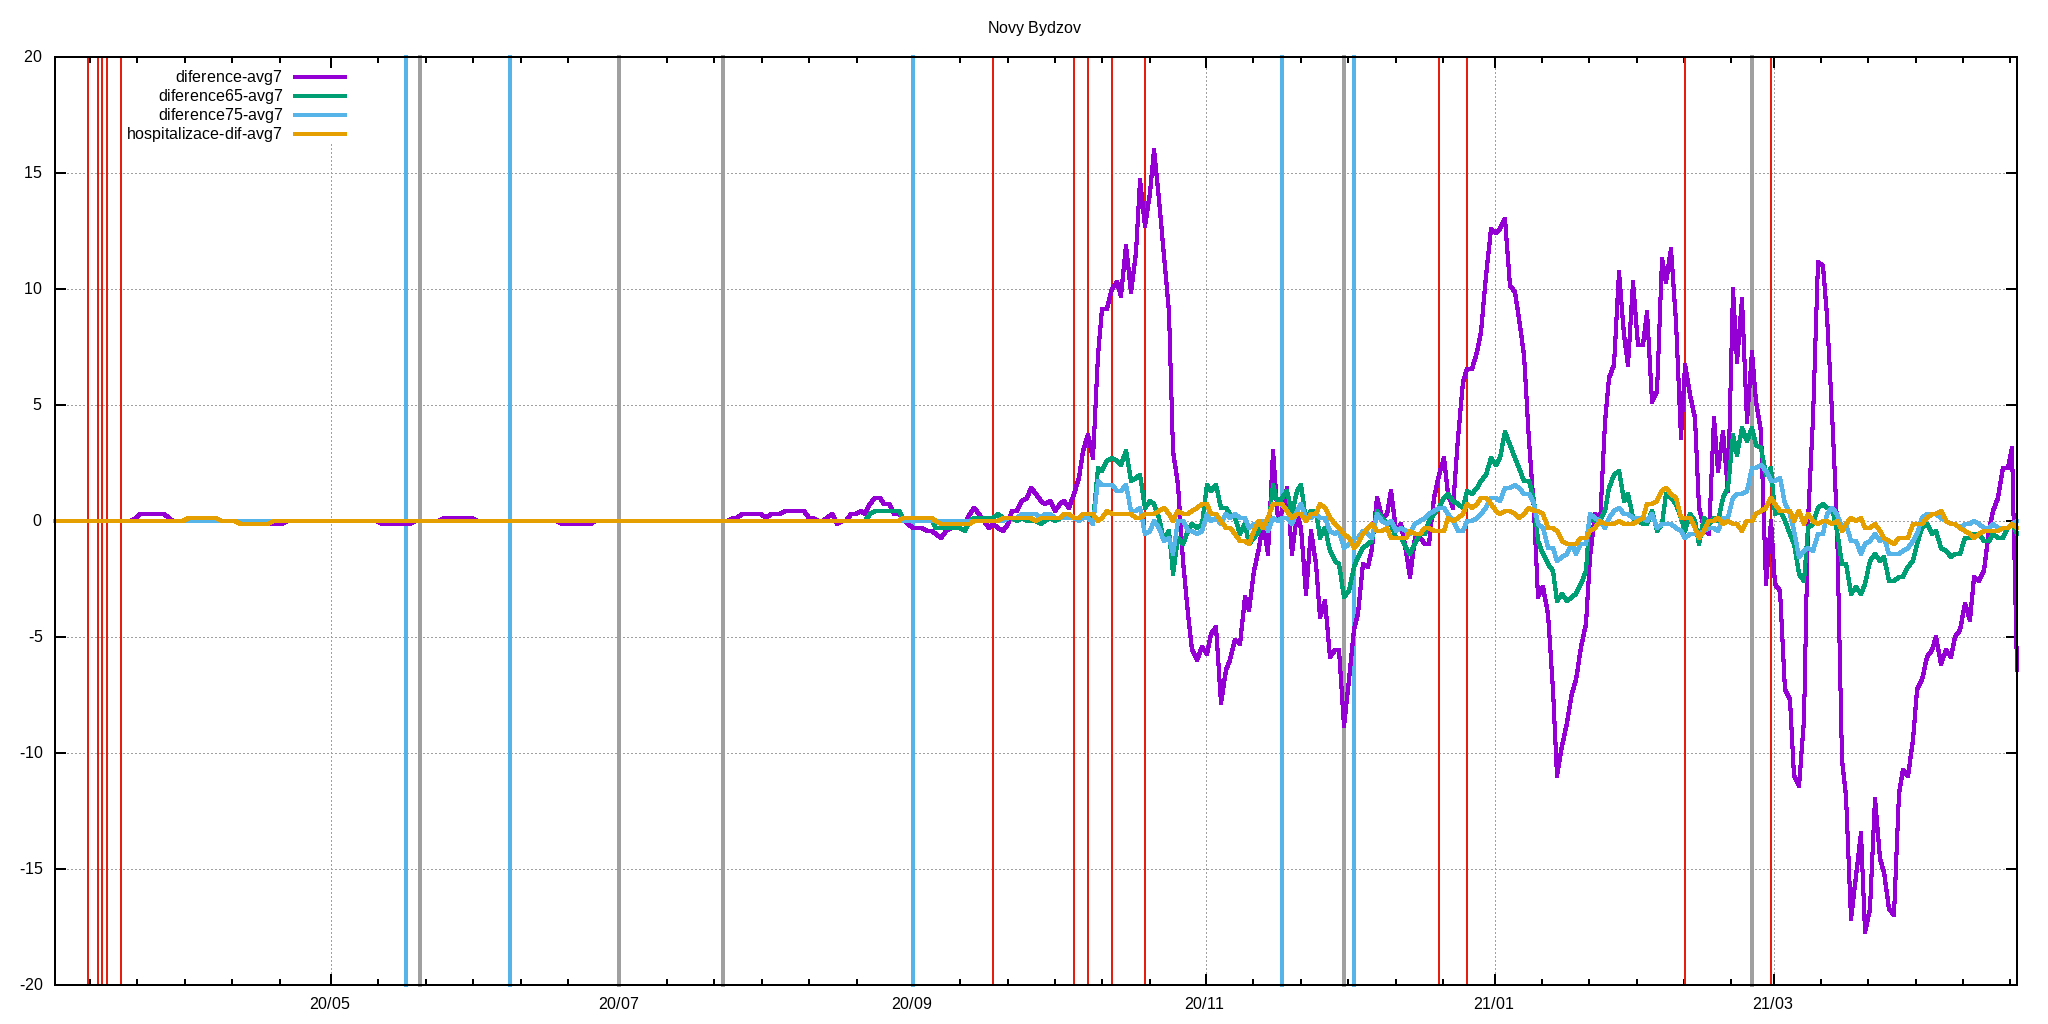 Novy Bydzov
diference-avg7
diference65-avg7
diference75-avg7
hospitalizace-dif-avg7
20
15
10
5
0
-5
-10
-15
-20
20/05 20/07 20/09 20/11 21/01 21/03